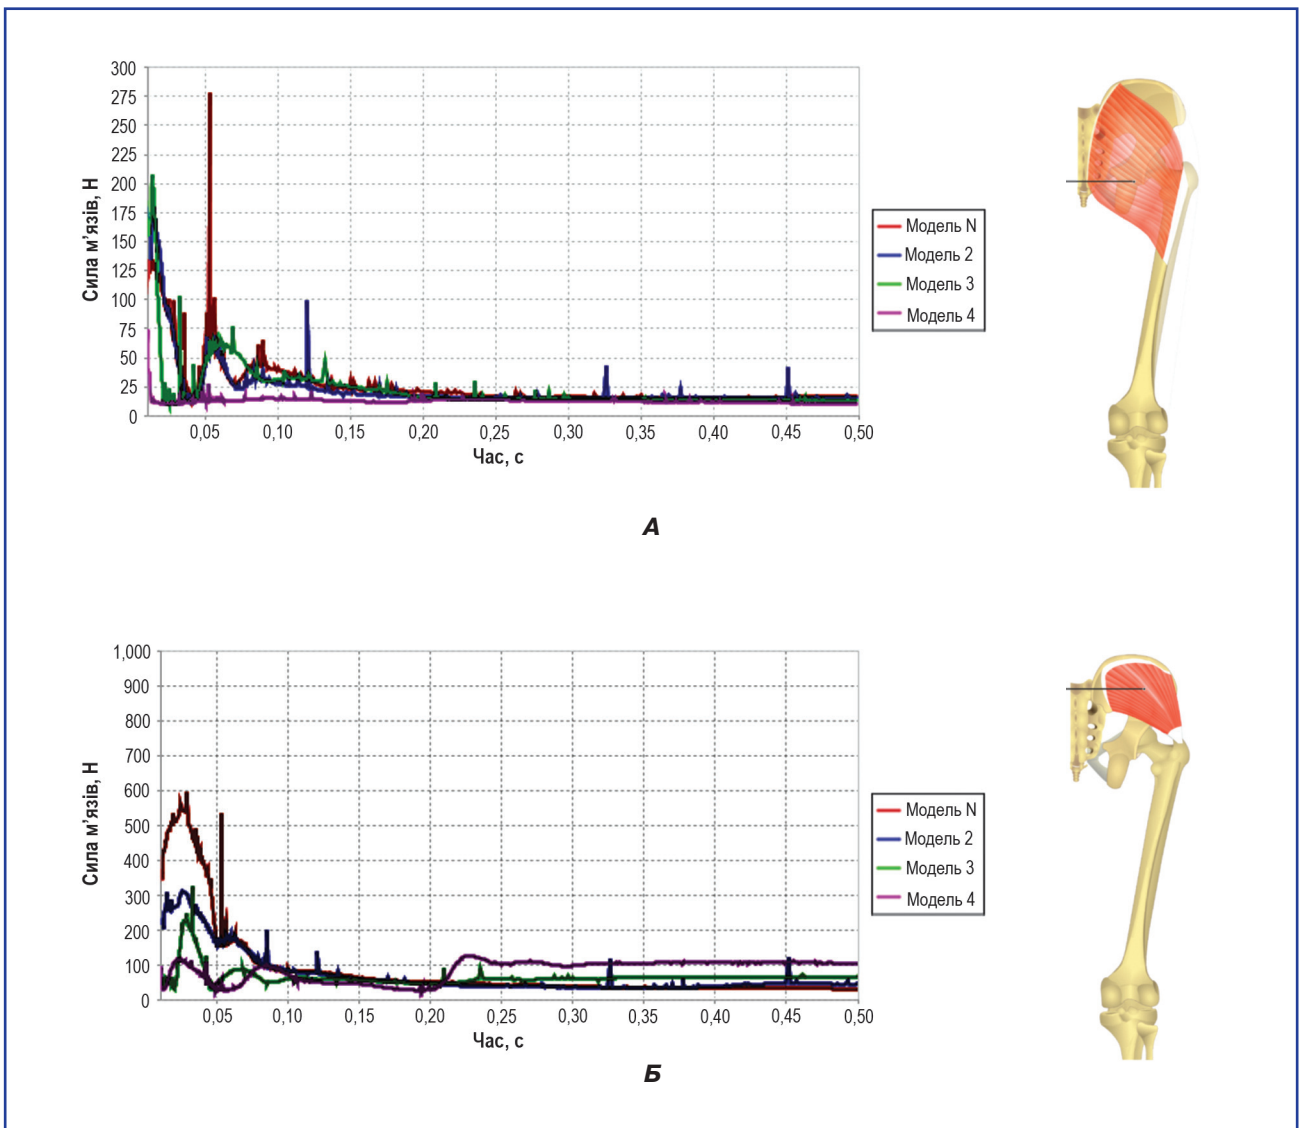 300
275
250
225
200
175
150
125
100
75
50
25
0
Сила м’язів, Н
0,05 0,10 0,15 0,20 0,25 0,30 0,35 0,40 0,45 0,50
Час, с
Модель N
Модель 2
Модель 3
Модель 4
А
1,000
900
800
700
600
500
400
300
200
100
0
Сила м’язів, Н
0,05 0,10 0,15 0,20 0,25 0,30 0,35 0,40 0,45 0,50
Час, с
Модель N
Модель 2
Модель 3
Модель 4
Б